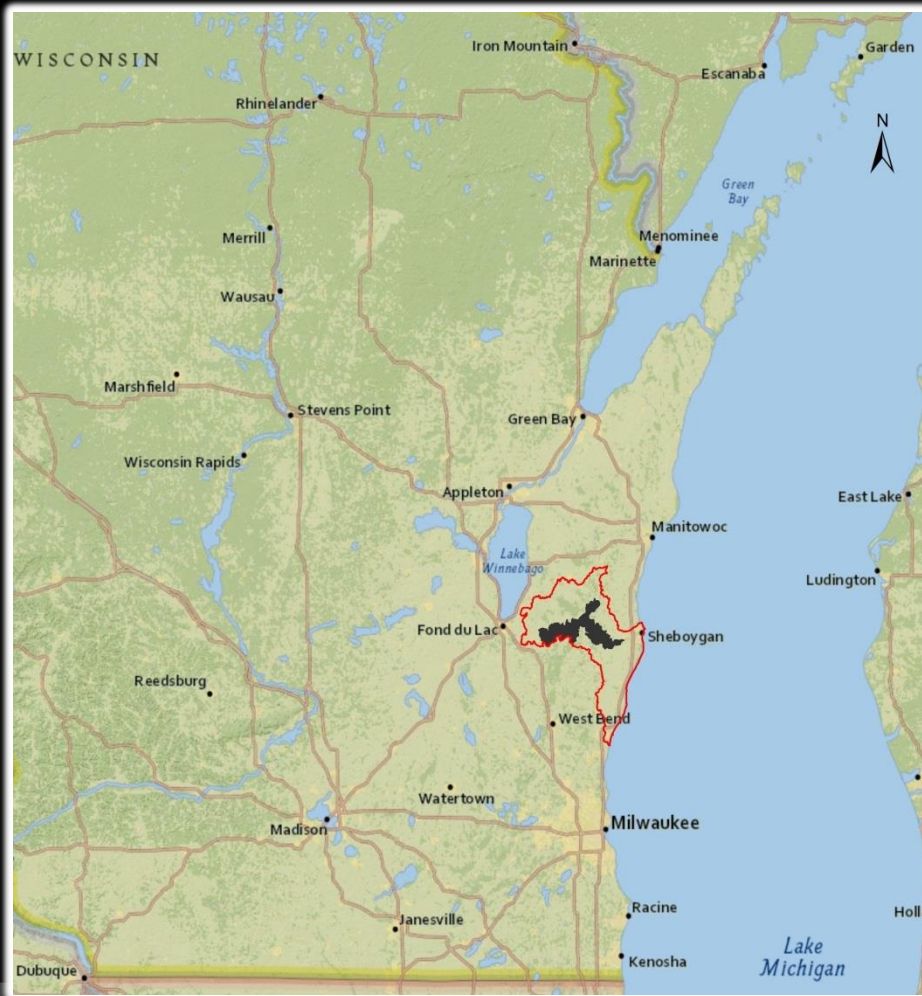 Iron Mountain
Garden
WISCONSIN
Escanaba
Rhinelander
N
Green
Bay
Menominee
Merrill
Marinette
Wausau
Marshfield
Stevens Point
Green Bay
Wisconsin Rapids
Appleton
East Lake
Manitowoc
Lake
Winnebago
Ludington
Fond du Lac
Sheboygan
Reedsburg
West Bend
Watertown
Madison
Milwaukee
Racine
Holl
Janesville
Lake
Michigan
Kenosha
Dubuque